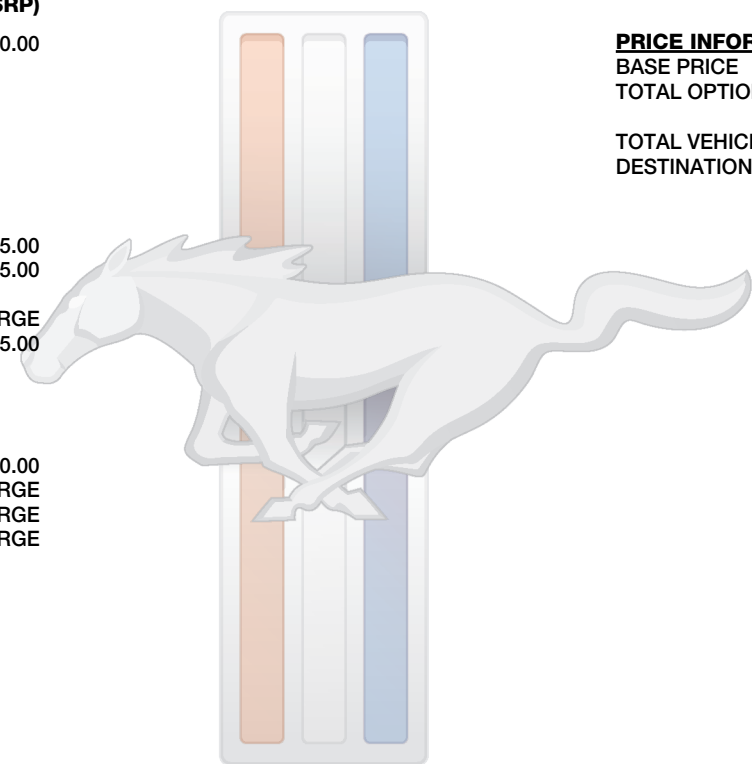 SRP)
0.00
5.00
5.00
RGE
5.00
0.00
RGE
RGE
RGE
PRICE INFOR
BASE PRICE
TOTAL OPTION
TOTAL VEHICL
DESTINATION